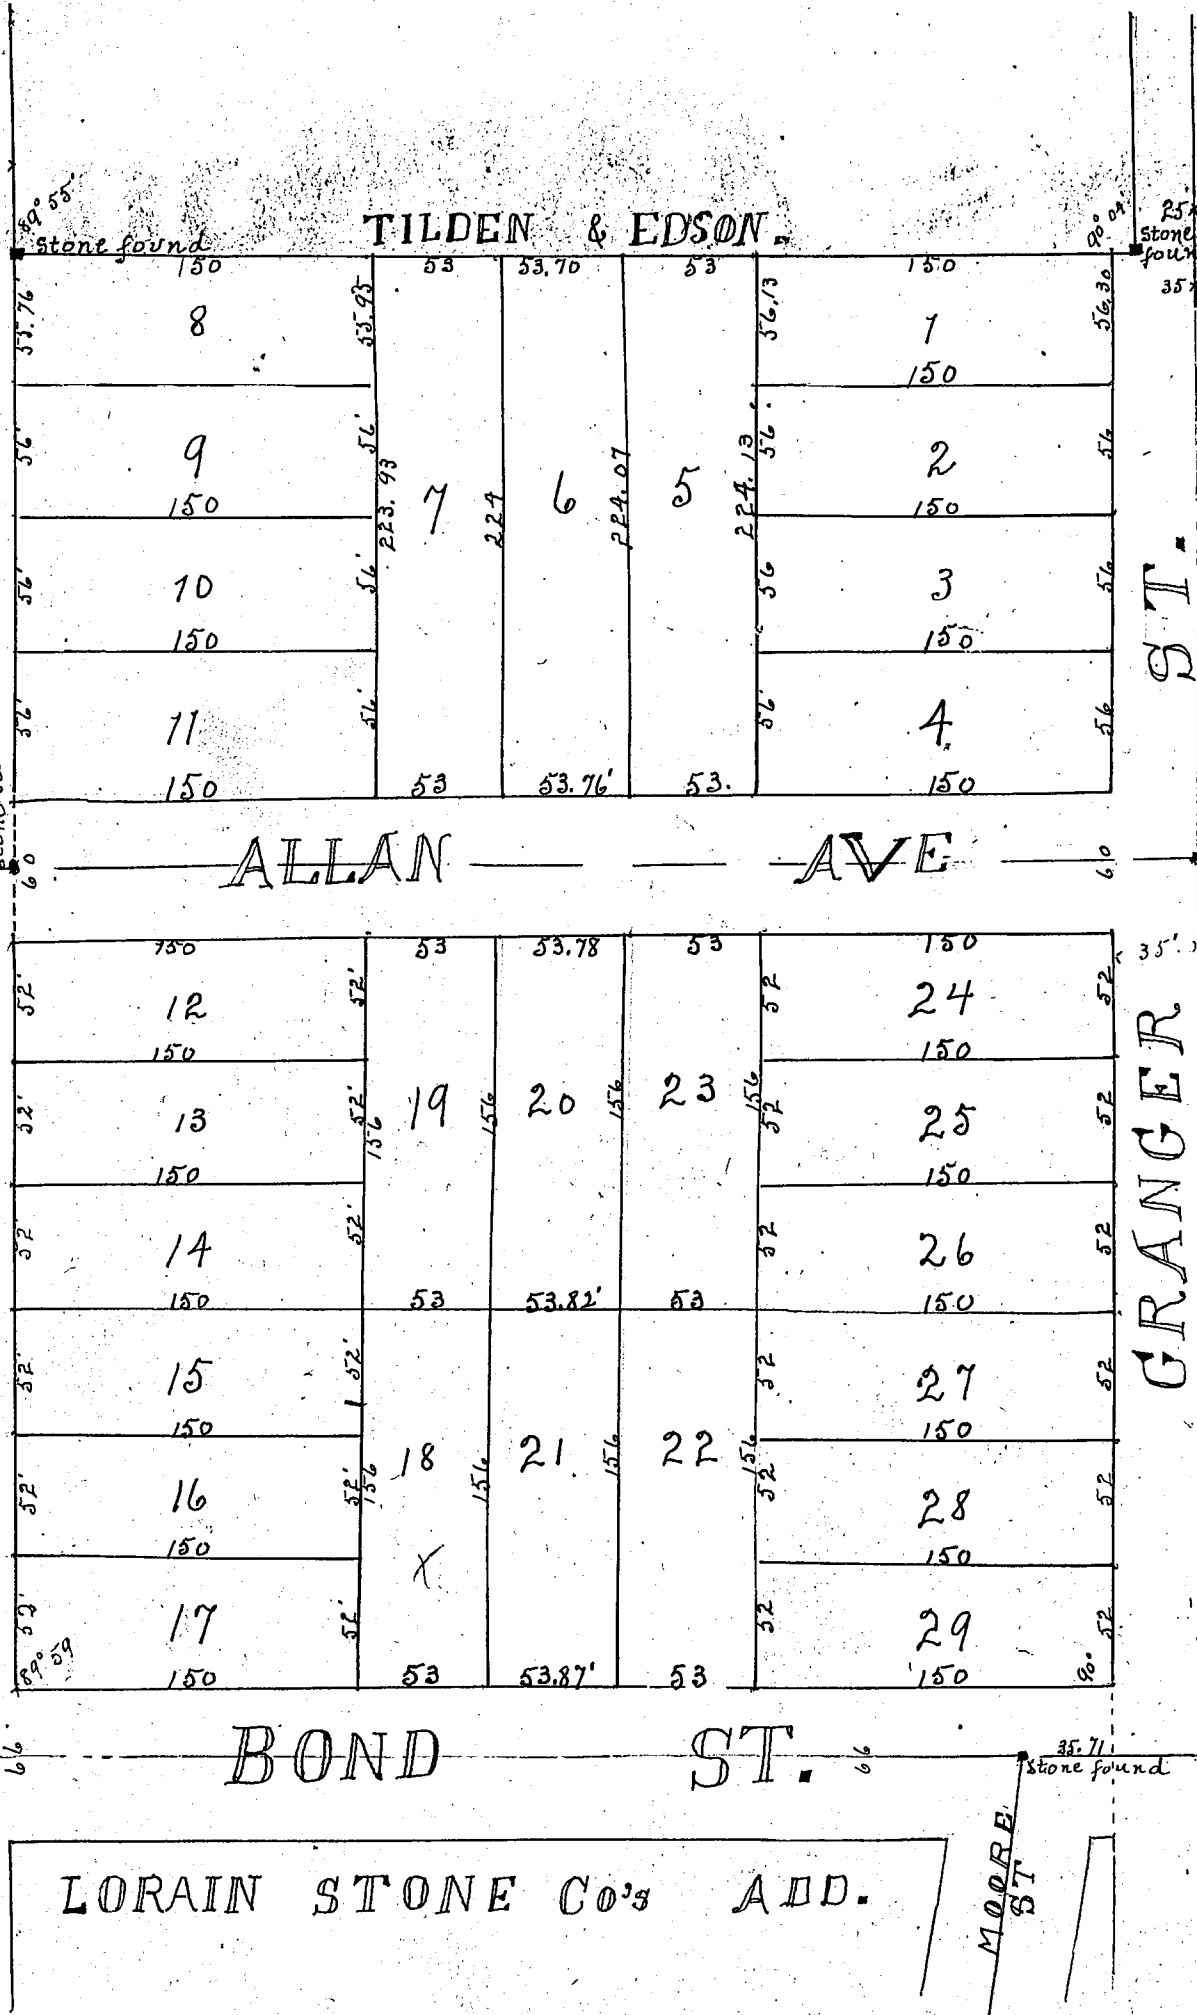 89° 55'
Stone found
TILDEN & EDSON.
90° 04'
Stone
150 53 53.70 53 150
55.76 8 55.95 56.13 1 56.30
150
35'
56' 9 56' 56 2 56
150 150
223.93 7 224 6 224.07 5 224.13
56' 10 56' 56 3 56
150 150
ST.
56' 11 56' 56' 4 56
150 53 53.76' 53. 150
60 ALLAN AVE 60
150 53 53.78 53 150
35'
52' 12 52' 52 24 52
150 150
52' 13 52' 156 19 156 20 156 23 156 52 25 52
150 150
GRANGER
52' 14 52' 52 26 52
150 53 53.82' 53 150
52' 15 52' 52 27 52
150 150
156 18 156 21 156 22 156
52' 16 52' 52 28 52
150 150
X
52' 17 52' 52 29 52
89° 59 90°
150 53 53.87' 53 150
66 BOND ST. 66
35.71
Stone found
MOORE
ST
LORAIN STONE Co's ADD.